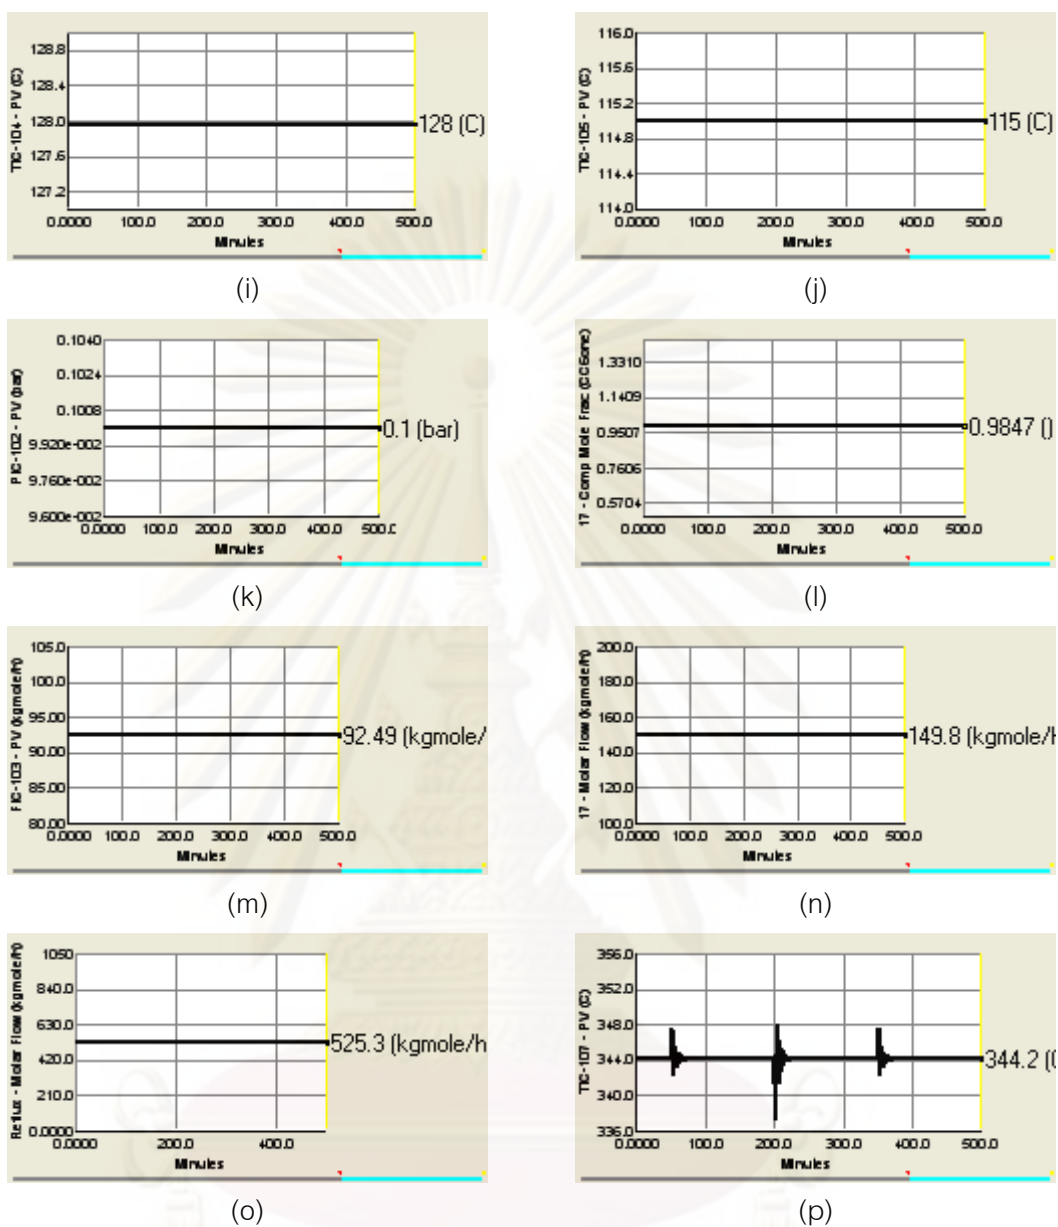 TIC-104 - PV (C)
128.8
128.4
128.0
127.6
127.2
0.0000 100.0 200.0 300.0 400.0 500.0
Minutes
128 (C)
(i)
TIC-105 - PV (C)
116.0
115.6
115.2
114.8
114.4
114.0
0.0000 100.0 200.0 300.0 400.0 500.0
Minutes
115 (C)
(j)
PIC-102 - PV (bar)
0.1040
0.1024
0.1008
9.920e-002
9.760e-002
9.600e-002
0.0000 100.0 200.0 300.0 400.0 500.0
Minutes
0.1 (bar)
(k)
17 - Comp Mole Frac (CC6one)
1.3310
1.1409
0.9507
0.7606
0.5704
0.0000 100.0 200.0 300.0 400.0 500.0
Minutes
0.9847 ()
(l)
FIC-103 - PV (kgmole/h)
105.0
100.0
95.00
90.00
85.00
80.00
0.0000 100.0 200.0 300.0 400.0 500.0
Minutes
92.49 (kgmole/
(m)
17 - Molar Flow (kgmole/h)
200.0
180.0
160.0
140.0
120.0
100.0
0.0000 100.0 200.0 300.0 400.0 500.0
Minutes
149.8 (kgmole/h
(n)
Reflux - Molar Flow (kgmole/h)
1050
840.0
630.0
420.0
210.0
0.0000
0.0000 200.0 400.0
Minutes
525.3 (kgmole/h
(o)
TIC-107 - PV (C)
356.0
352.0
348.0
344.0
340.0
336.0
0.0000 100.0 200.0 300.0 400.0 500.0
Minutes
344.2 (C
(p)